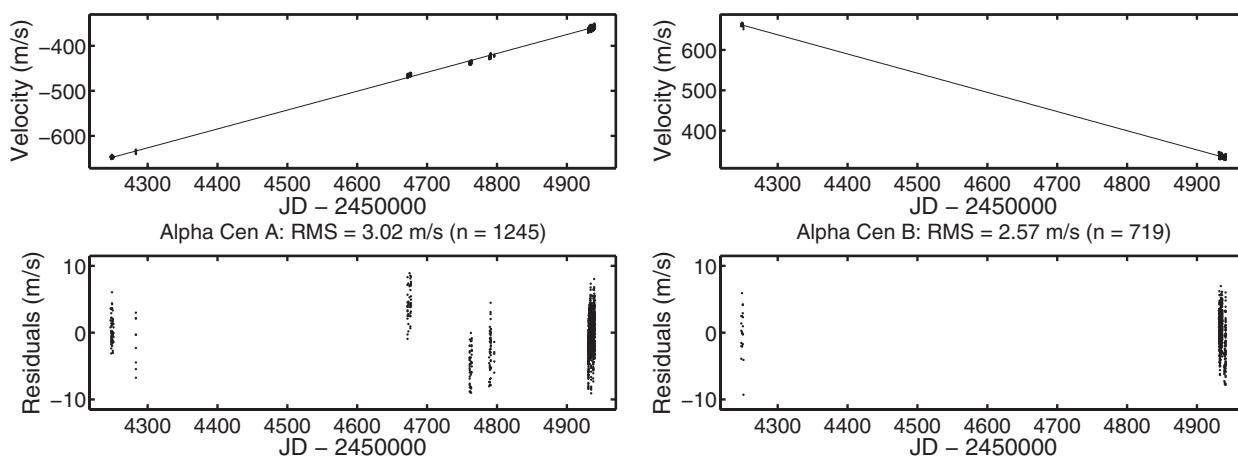 Velocity (m/s)
−400
−500
−600
4300 4400 4500 4600 4700 4800 4900
JD − 2450000
Velocity (m/s)
600
400
4300 4400 4500 4600 4700 4800 4900
JD − 2450000
Alpha Cen A: RMS = 3.02 m/s (n = 1245)
Residuals (m/s)
10
0
−10
4300 4400 4500 4600 4700 4800 4900
JD − 2450000
Alpha Cen B: RMS = 2.57 m/s (n = 719)
Residuals (m/s)
10
0
−10
4300 4400 4500 4600 4700 4800 4900
JD − 2450000